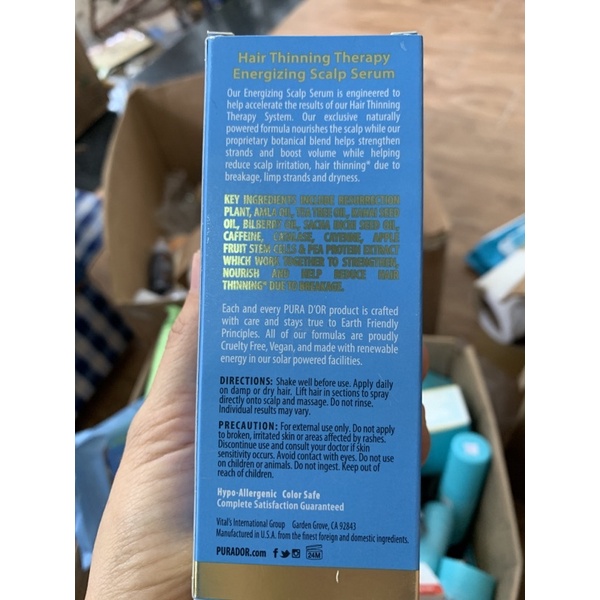 Hair Thinning Therapy
Energizing Scalp Serum
Our Energizing Scalp Serum is engineered to
help accelerate the results of our Hair Thinning
Therapy System. Our exclusive naturally
powered formula nourishes the scalp while our
proprietary botanical blend helps strengthen
strands and boost volume while helping
reduce scalp irritation, hair thinning* due to
breakage, limp strands and dryness.
KEY INGREDIENTS INCLUDE RESURRECTION
PLANT, AMLA OIL, TEA TREE OIL, SEED
OIL, BILBERRY OIL, SACHA INCHI SEED OIL,
CAFFEINE, CATALASE, CAYENNE, APPLE
FRUIT STEM CELLS & PEA PROTEIN EXTRACT
WHICH WORK TOGETHER TO STRENGTHEN,
NOURISH AND HELP REDUCE HAIR
THINNING* DUE TO BREAKAGE.
Each and every PURA D'OR product is crafted
with care and stays true to Earth Friendly
Principles. All of our formulas are proudly
Cruelty Free, Vegan, and made with renewable
energy in our solar powered facilities.
DIRECTIONS: Shake well before use. Apply daily
on damp or dry hair. Lift hair in sections to spray
directly onto scalp and massage. Do not rinse.
Individual results may vary.
PRECAUTION: For external use only. Do not apply
to broken, irritated skin or areas affected by rashes.
Discontinue use and consult your doctor if skin
sensitivity occurs. Avoid contact with eyes. Do not use
on children or animals. Do not ingest. Keep out of
reach of children.
Hypo-Allergenic Color Safe
Complete Satisfaction Guaranteed
Vital's International Group Garden Grove, CA 92843
Manufactured in U.S.A. from the finest foreign and domestic ingredients.
PURADOR.com 24M